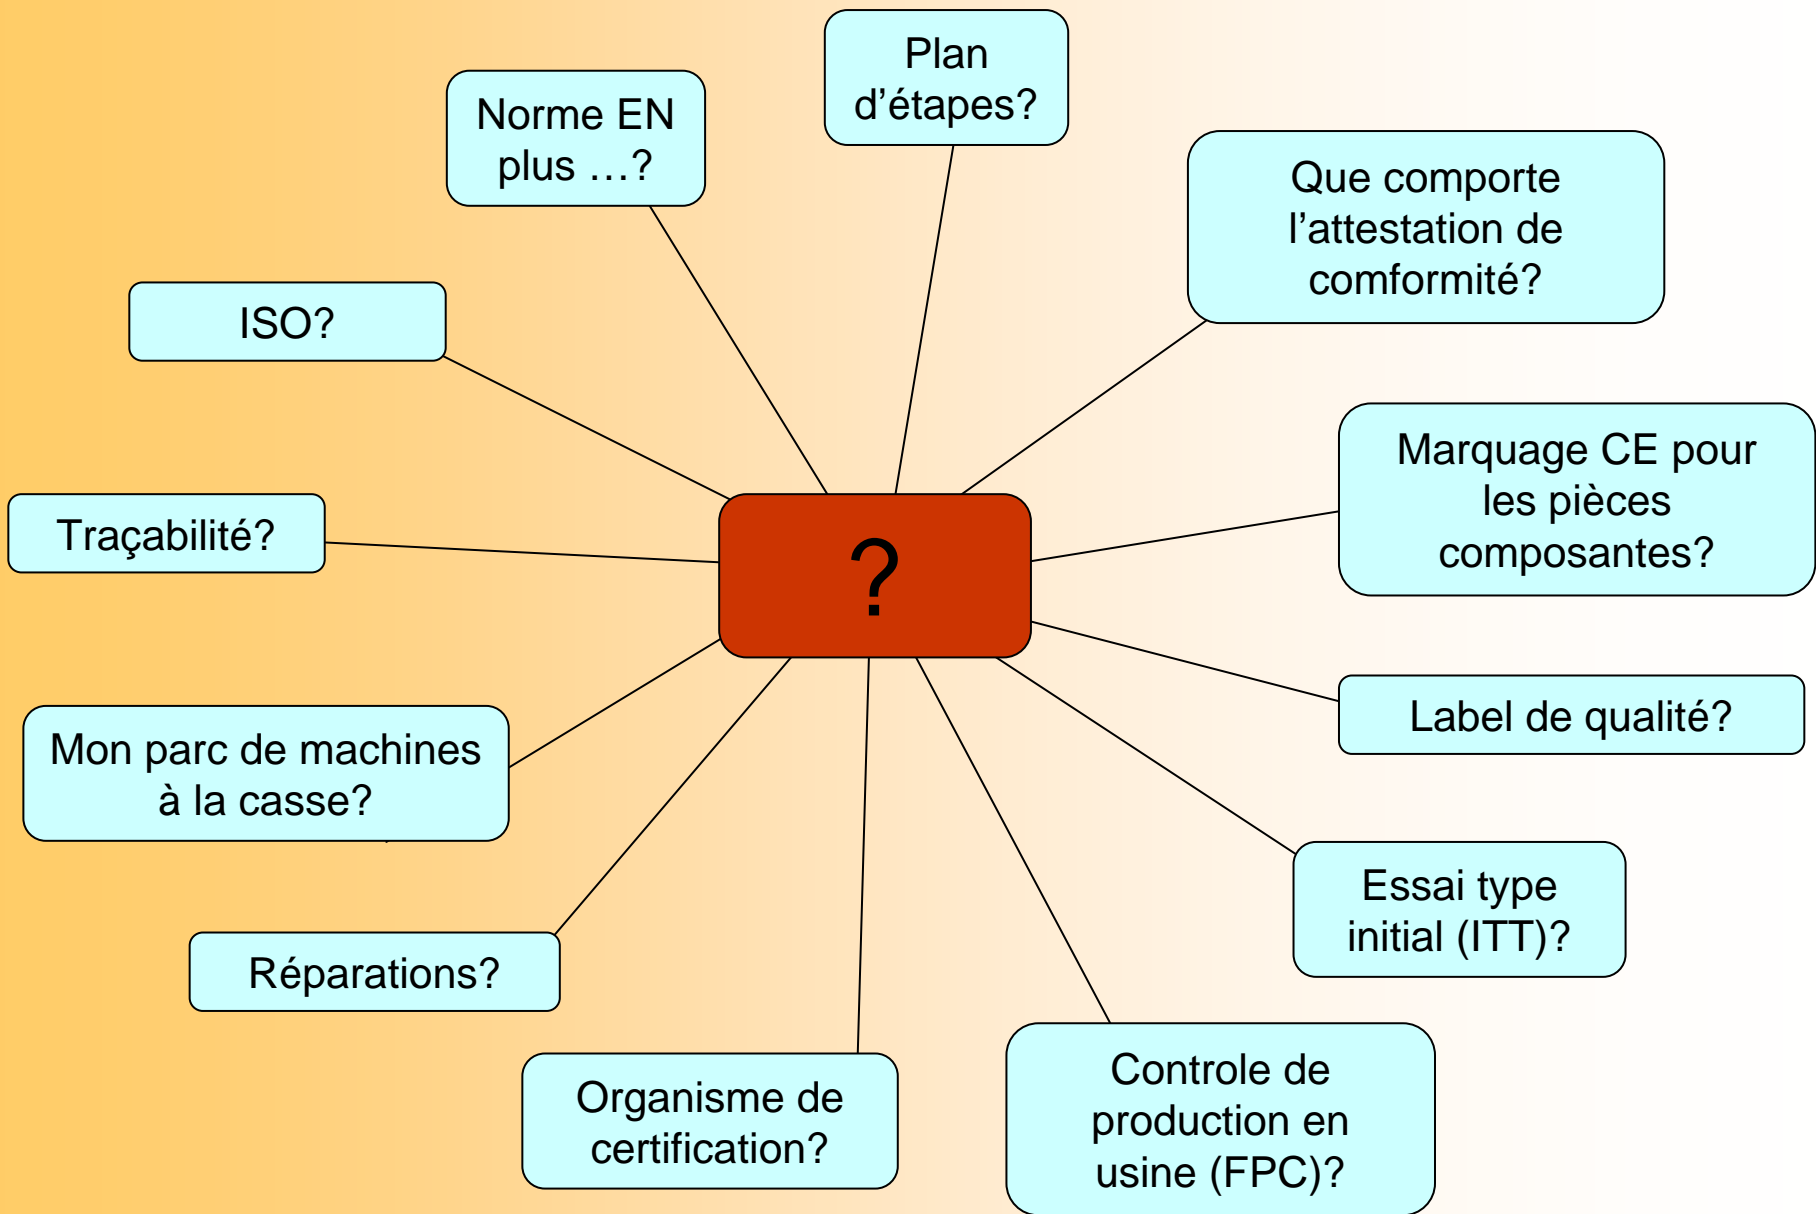 Plan
d’étapes?
Norme EN
plus …?
Que comporte
l’attestation de
comformité?
ISO?
Marquage CE pour
les pièces
composantes?
Traçabilité?
?
Label de qualité?
Mon parc de machines
à la casse?
Essai type
initial (ITT)?
Réparations?
Organisme de
certification?
Controle de
production en
usine (FPC)?